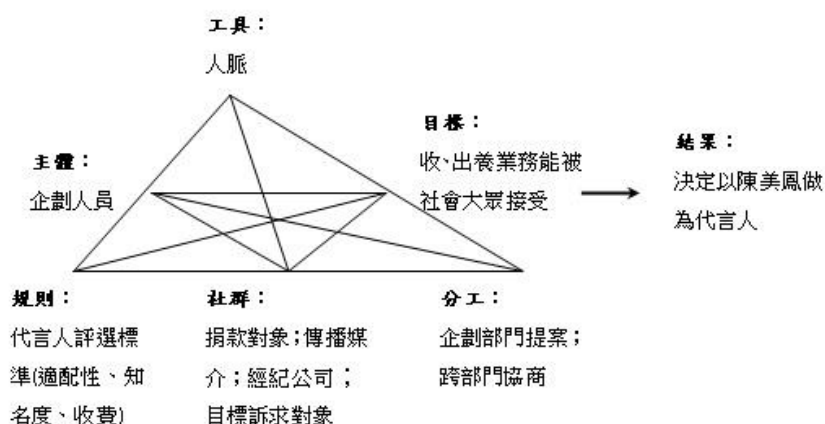 工具：
人脈
主體：
企劃人員
目標：
收、出養業務能被
社會大眾接受
結果：
決定以陳美鳳做
為代言人
規則：
代言人評選標
準(適配性、知
名度、收費)
社群：
捐款對象；傳播媒
介；經紀公司；
目標訴求對象
分工：
企劃部門提案；
跨部門協商